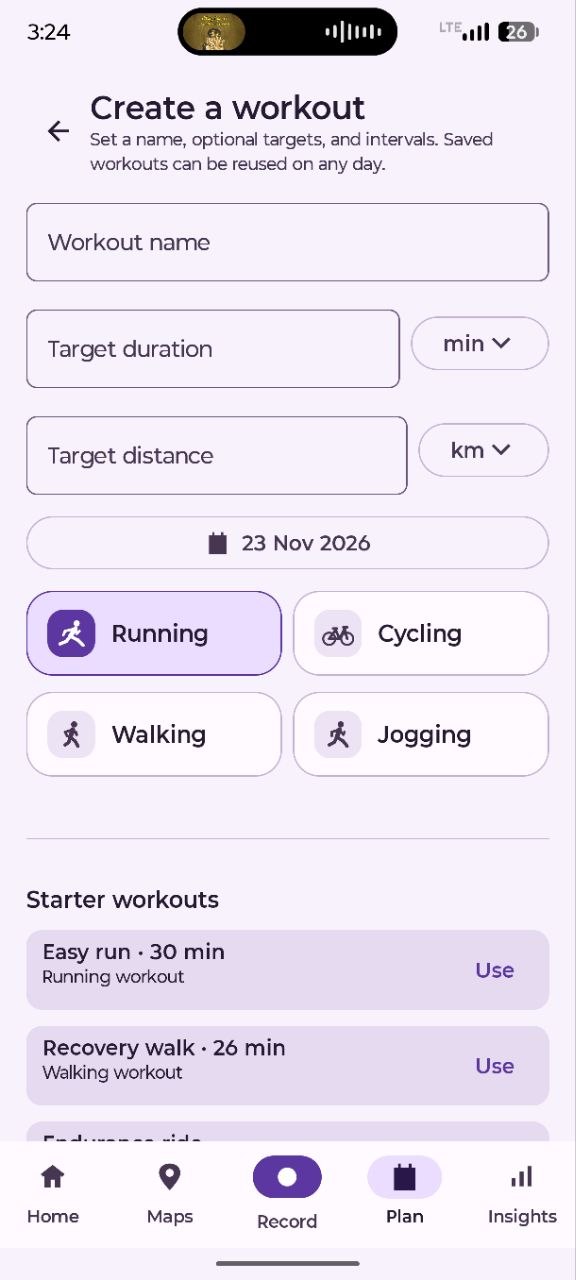 3:24
LTE
26
Create a workout
Set a name, optional targets, and intervals. Saved
workouts can be reused on any day.
Workout name
Target duration
min
Target distance
km
23 Nov 2026
Running
Cycling
Walking
Jogging
Starter workouts
Easy run · 30 min
Running workout
Use
Recovery walk · 26 min
Walking workout
Use
Endurance ride
Home
Maps
Record
Plan
Insights